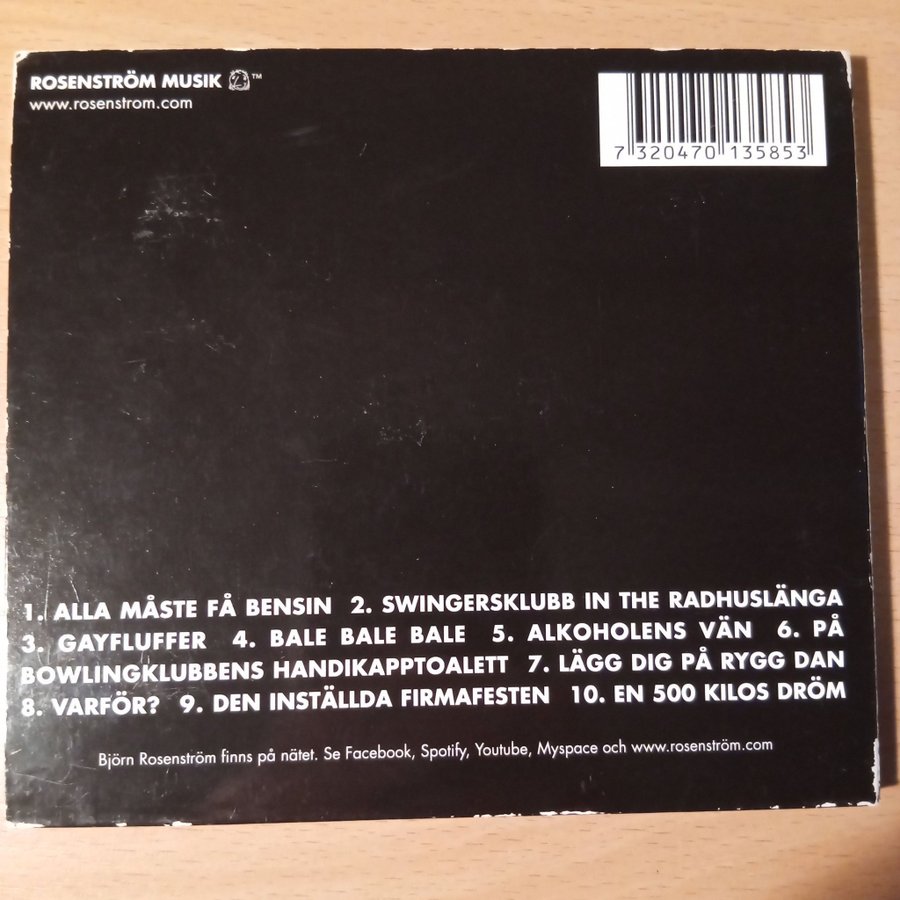 ROSENSTRÖM MUSIK ™
www.rosenstrom.com
7 320470 135853
1. ALLA MÅSTE FÅ BENSIN 2. SWINGERSKLUBB IN THE RADHUSLÄNGA
3. GAYFLUFFER 4. BALE BALE BALE 5. ALKOHOLENS VÄN 6. PÅ
BOWLINGKLUBBENS HANDIKAPPTOALETT 7. LÄGG DIG PÅ RYGG DAN
8. VARFÖR? 9. DEN INSTÄLLDA FIRMAFESTEN 10. EN 500 KILOS DRÖM
Björn Rosenström finns på nätet. Se Facebook, Spotify, Youtube, Myspace och www.rosenström.com